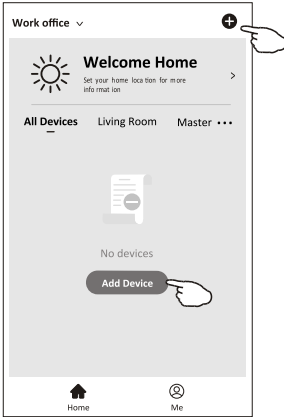 Work office
Welcome Home
Set your home loca tion for more
info rmat ion
All Devices Living Room Master
No devices
Add Device
Home Me